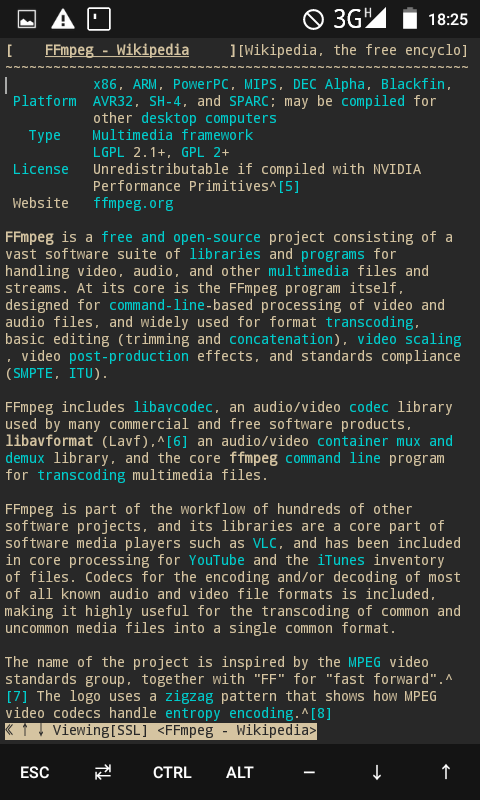 3G H 18:25
[ FFmpeg - Wikipedia ][Wikipedia, the free encyclo]
~~~~~~~~~~~~~~~~~~~~~~~~~~~~~~~~~~~~~~~~~~~~~~~~~~~~~~~~~~
x86, ARM, PowerPC, MIPS, DEC Alpha, Blackfin,
Platform AVR32, SH-4, and SPARC; may be compiled for
other desktop computers
Type Multimedia framework
LGPL 2.1+, GPL 2+
License Unredistributable if compiled with NVIDIA
Performance Primitives^[5]
Website ffmpeg.org
FFmpeg is a free and open-source project consisting of a
vast software suite of libraries and programs for
handling video, audio, and other multimedia files and
streams. At its core is the FFmpeg program itself,
designed for command-line-based processing of video and
audio files, and widely used for format transcoding,
basic editing (trimming and concatenation), video scaling
, video post-production effects, and standards compliance
(SMPTE, ITU).
FFmpeg includes libavcodec, an audio/video codec library
used by many commercial and free software products,
libavformat (Lavf),^[6] an audio/video container mux and
demux library, and the core ffmpeg command line program
for transcoding multimedia files.
FFmpeg is part of the workflow of hundreds of other
software projects, and its libraries are a core part of
software media players such as VLC, and has been included
in core processing for YouTube and the iTunes inventory
of files. Codecs for the encoding and/or decoding of most
of all known audio and video file formats is included,
making it highly useful for the transcoding of common and
uncommon media files into a single common format.
The name of the project is inspired by the MPEG video
standards group, together with "FF" for "fast forward".^
[7] The logo uses a zigzag pattern that shows how MPEG
video codecs handle entropy encoding.^[8]
《 ↑ ↓ Viewing[SSL] <FFmpeg - Wikipedia>
ESC ⇄ CTRL ALT – ↓ ↑